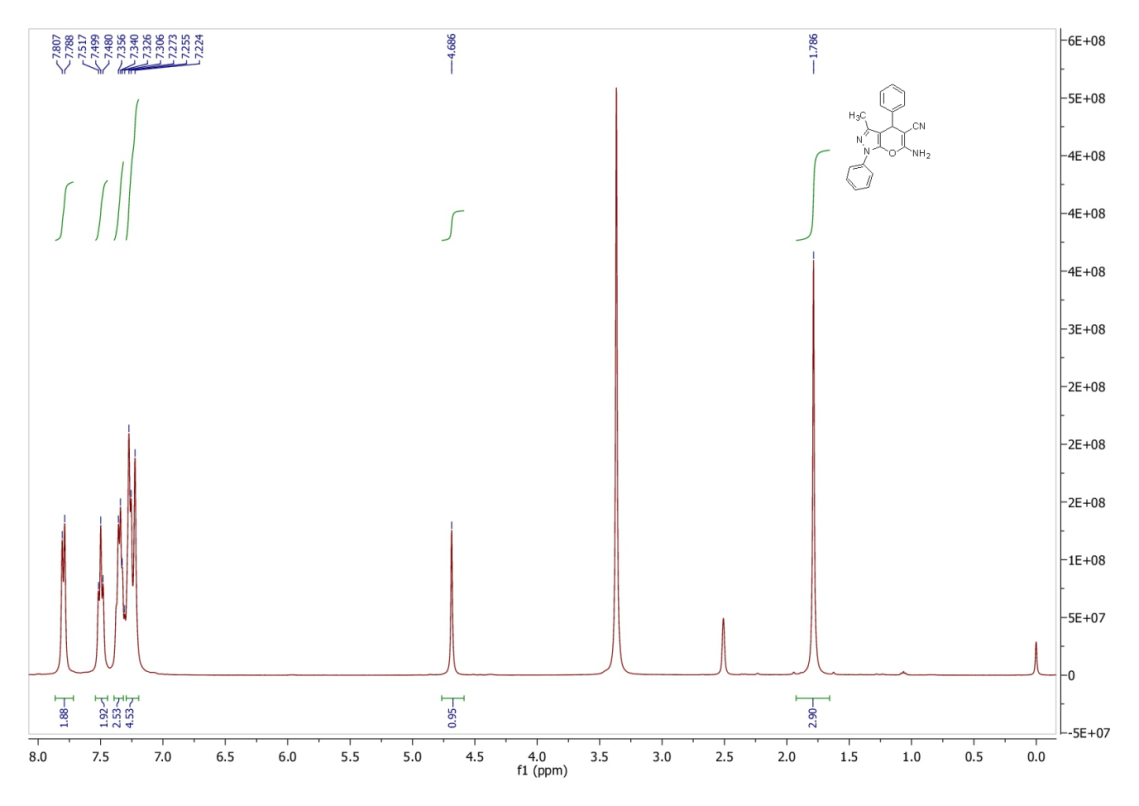 7.807
7.788
7.517
7.499
7.480
7.356
7.340
7.326
7.306
7.273
7.255
7.224
4.686
1.786
H₃C
CN
N
N
O
NH₂
6E+08
5E+08
4E+08
4E+08
4E+08
3E+08
2E+08
2E+08
2E+08
1E+08
5E+07
0
-5E+07
1.88
1.92
2.53
4.53
0.95
2.90
8.0 7.5 7.0 6.5 6.0 5.5 5.0 4.5 4.0 3.5 3.0 2.5 2.0 1.5 1.0 0.5 0.0
f1 (ppm)